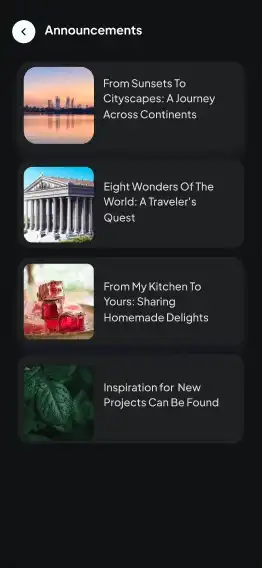 Announcements
From Sunsets To
Cityscapes: A Journey
Across Continents
Eight Wonders Of The
World: A Traveler's
Quest
From My Kitchen To
Yours: Sharing
Homemade Delights
Inspiration for New
Projects Can Be Found